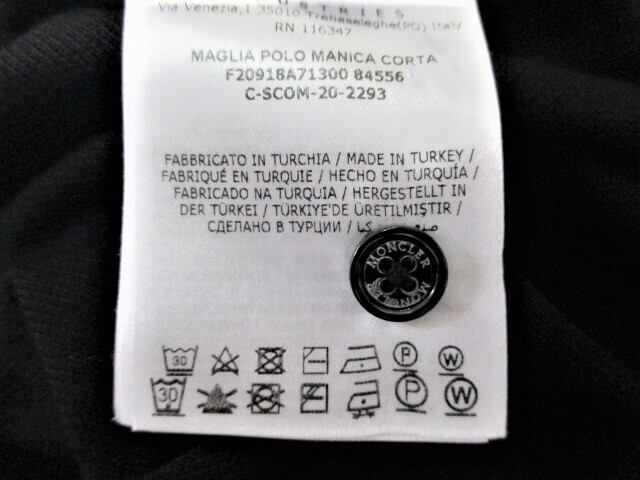 USTRIES
Via Venezia,1 35010 Trebaseleghe(PD) Italy
RN 116347
MAGLIA POLO MANICA CORTA
F20918A71300 84556
C-SCOM-20-2293
FABBRICATO IN TURCHIA / MADE IN TURKEY /
FABRIQUÉ EN TURQUIE / HECHO EN TURQUÍA /
FABRICADO NA TURQUIA / HERGESTELLT IN
DER TÜRKEI / TÜRKIYE'DE ÜRETILMIŞTIR /
СДЕЛАНО В ТУРЦИИ /
MONCLER
MONCLER
30 P W
30 P W